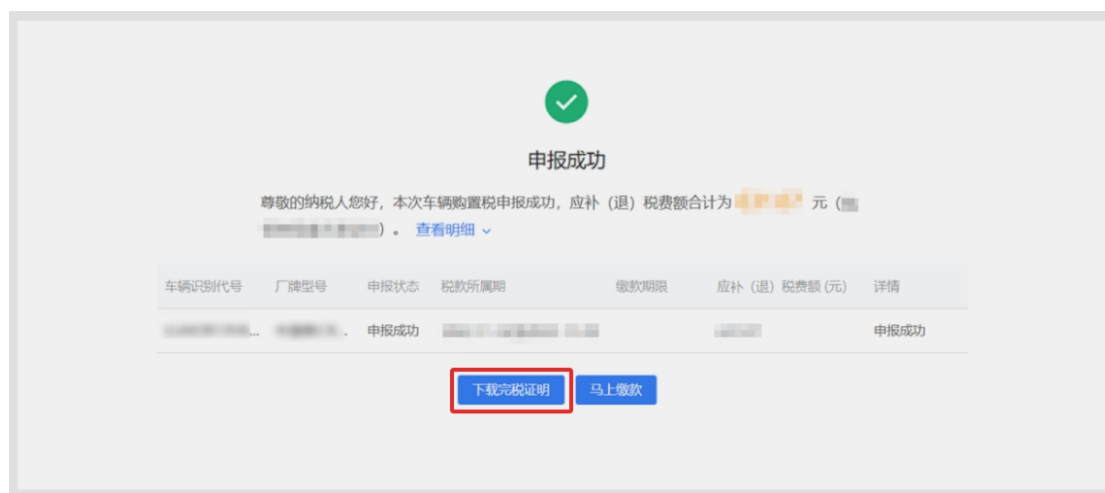 申报成功
尊敬的纳税人您好，本次车辆购置税申报成功，应补（退）税费额合计为 元（
）。 查看明细
车辆识别代号 厂牌型号 申报状态 税款所属期 缴款期限 应补（退）税费额(元) 详情
... . 申报成功 申报成功
下载完税证明 马上缴款